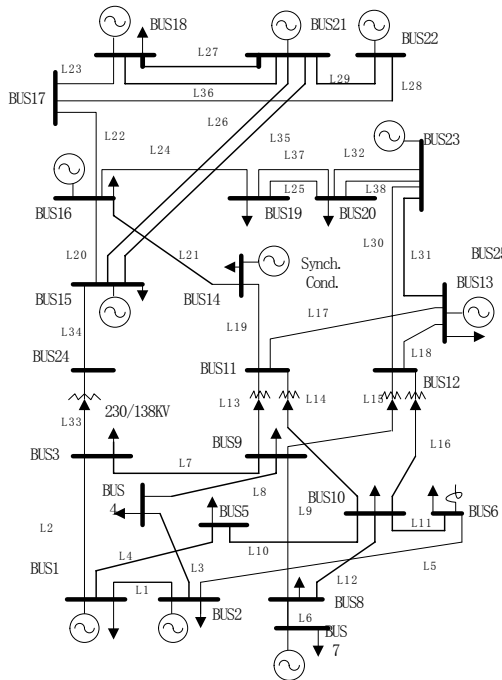 BUS18
BUS21
BUS22
L27
L23
L29
L28
BUS17
L36
L26
L22
L35
BUS23
L24
L37
L32
L25
L38
BUS16
BUS19
BUS20
L30
L31
L20
L21
Synch.
Cond.
BUS25
BUS13
BUS15
BUS14
L17
L34
L19
L18
BUS24
BUS11
BUS12
L33
L13
L14
L15
230/138KV
L16
BUS3
BUS9
L7
L8
BUS
4
BUS5
BUS10
BUS6
L2
L9
L11
L4
L10
BUS1
L3
L5
L1
L12
BUS2
BUS8
L6
BUS
7